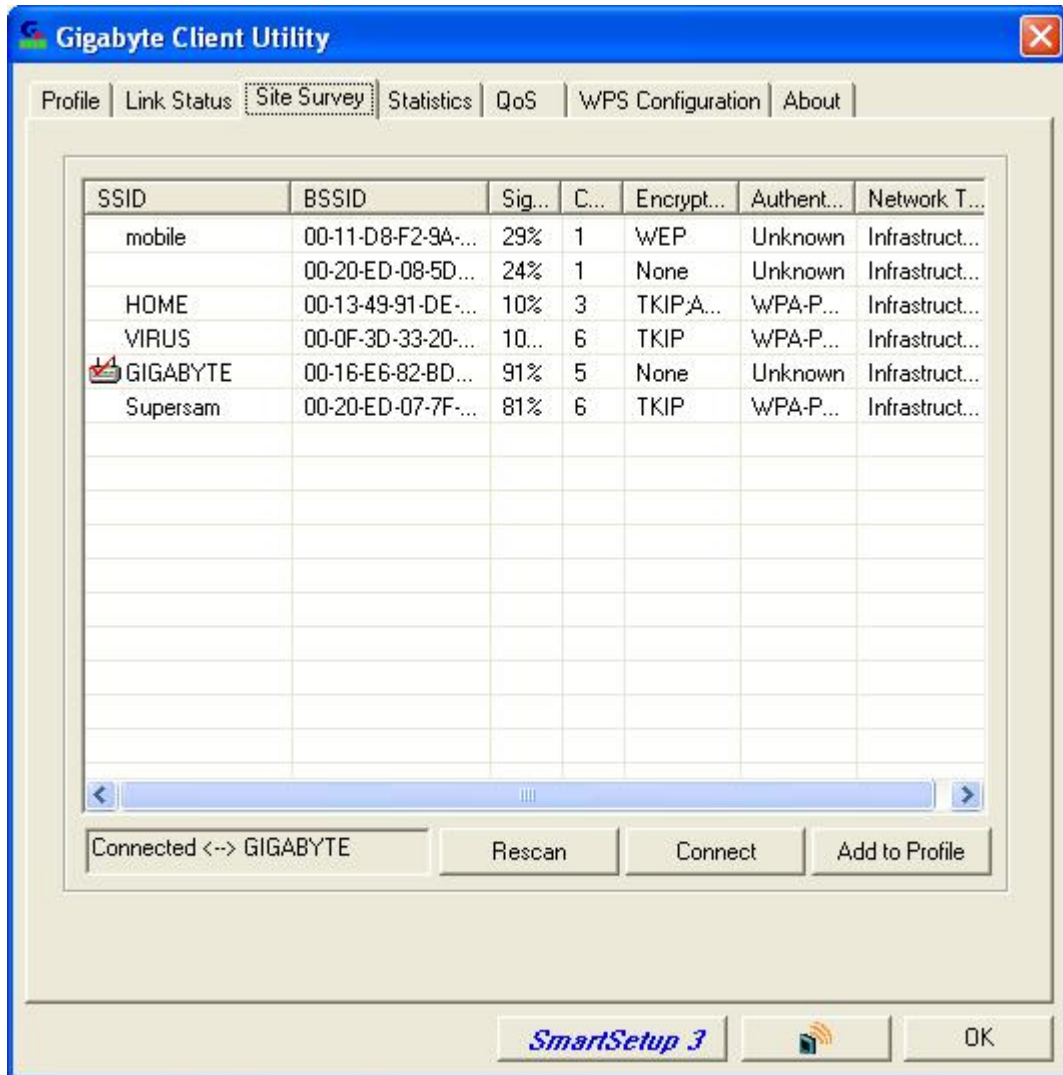 Gigabyte Client Utility
Profile Link Status Site Survey Statistics QoS WPS Configuration About
SSID BSSID Sig... C... Encrypt... Authent... Network T...
mobile 00-11-D8-F2-9A-... 29% 1 WEP Unknown Infrastruct...
00-20-ED-08-5D... 24% 1 None Unknown Infrastruct...
HOME 00-13-49-91-DE-... 10% 3 TKIP;A... WPA-P... Infrastruct...
VIRUS 00-0F-3D-33-20-... 10... 6 TKIP WPA-P... Infrastruct...
GIGABYTE 00-16-E6-82-BD... 91% 5 None Unknown Infrastruct...
Supersam 00-20-ED-07-7F-... 81% 6 TKIP WPA-P... Infrastruct...
Connected <--> GIGABYTE Rescan Connect Add to Profile
SmartSetup 3 OK